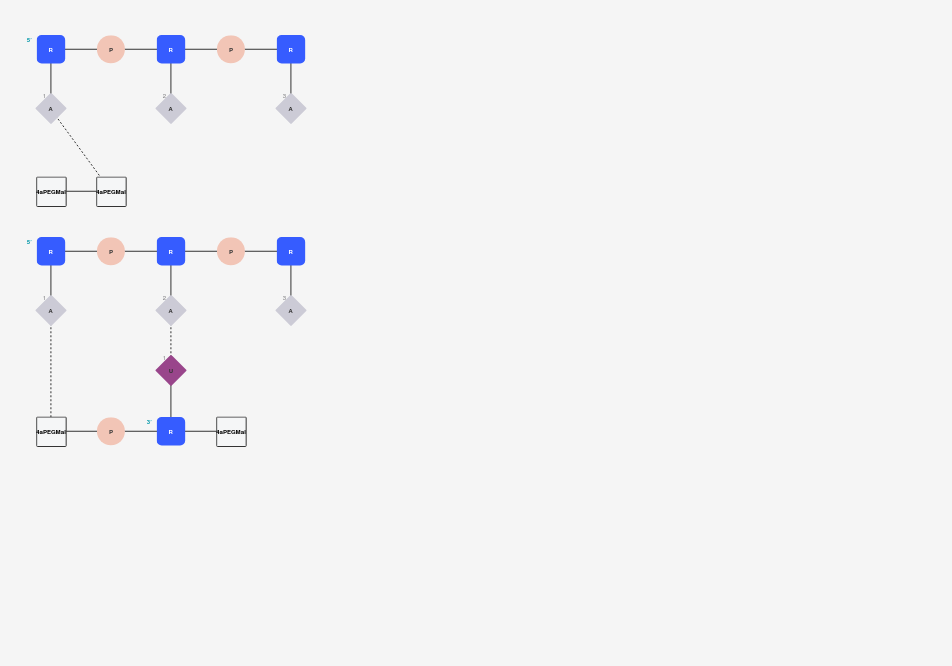 5'
R P R P R
1 2 3
A A A
4aPEGMal 4aPEGMal
5'
R P R P R
1 2 3
A A A
1
U
4aPEGMal P 3' R 4aPEGMal